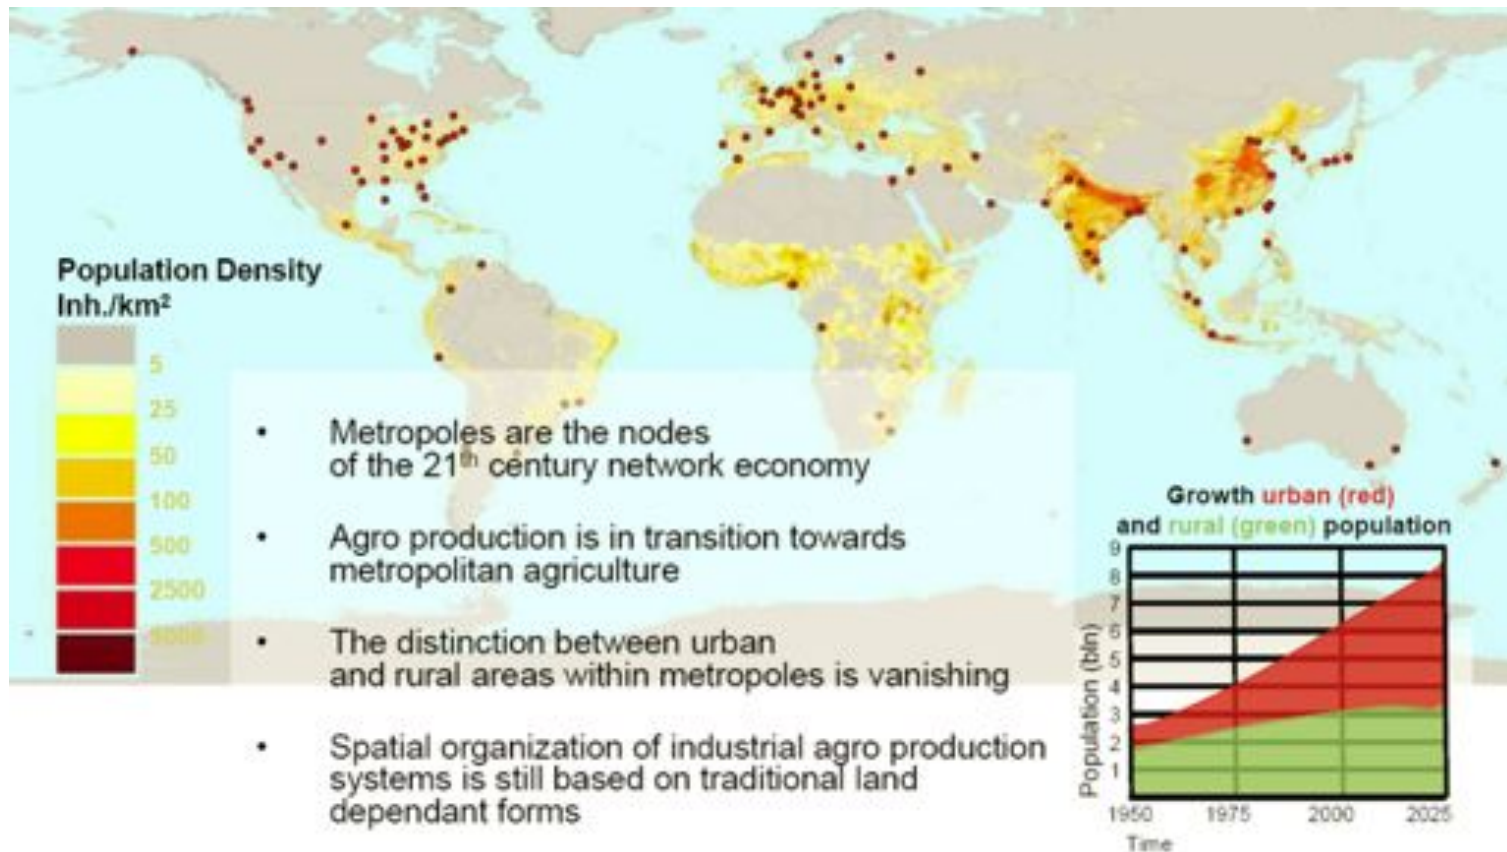 Population Density
Inh./km²
5
25
50
100
500
2500
5000
• Metropoles are the nodes
of the 21th century network economy
• Agro production is in transition towards
metropolitan agriculture
• The distinction between urban
and rural areas within metropoles is vanishing
• Spatial organization of industrial agro production
systems is still based on traditional land
dependant forms
Growth urban (red)
and rural (green) population
Population (bln)
9
8
7
6
5
4
3
2
1
1950 1975 2000 2025
Time